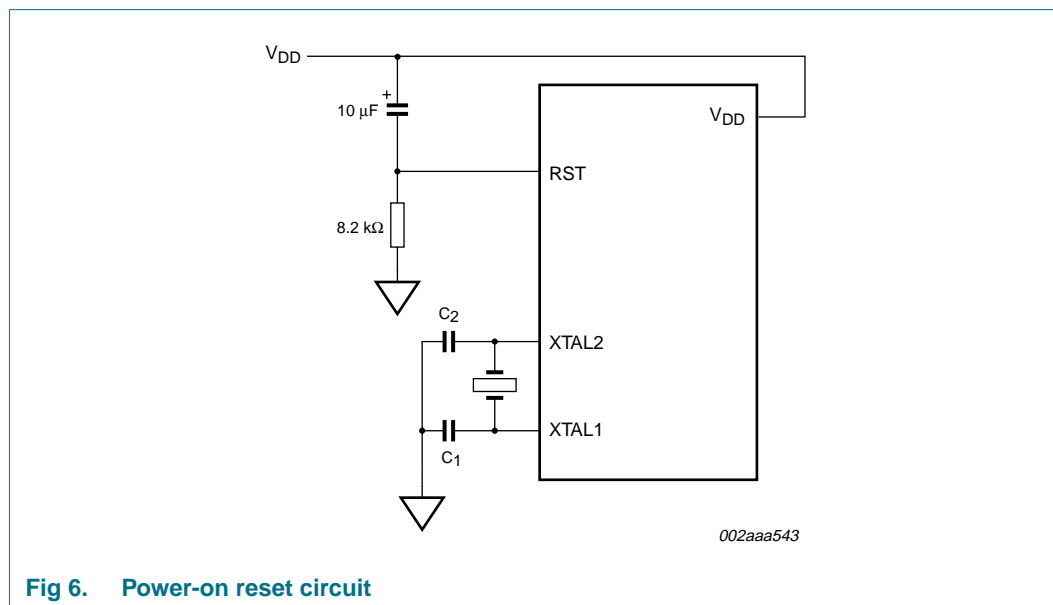 VDD
+
10 μF
VDD
RST
8.2 kΩ
C2
XTAL2
XTAL1
C1
002aaa543
Fig 6. Power-on reset circuit